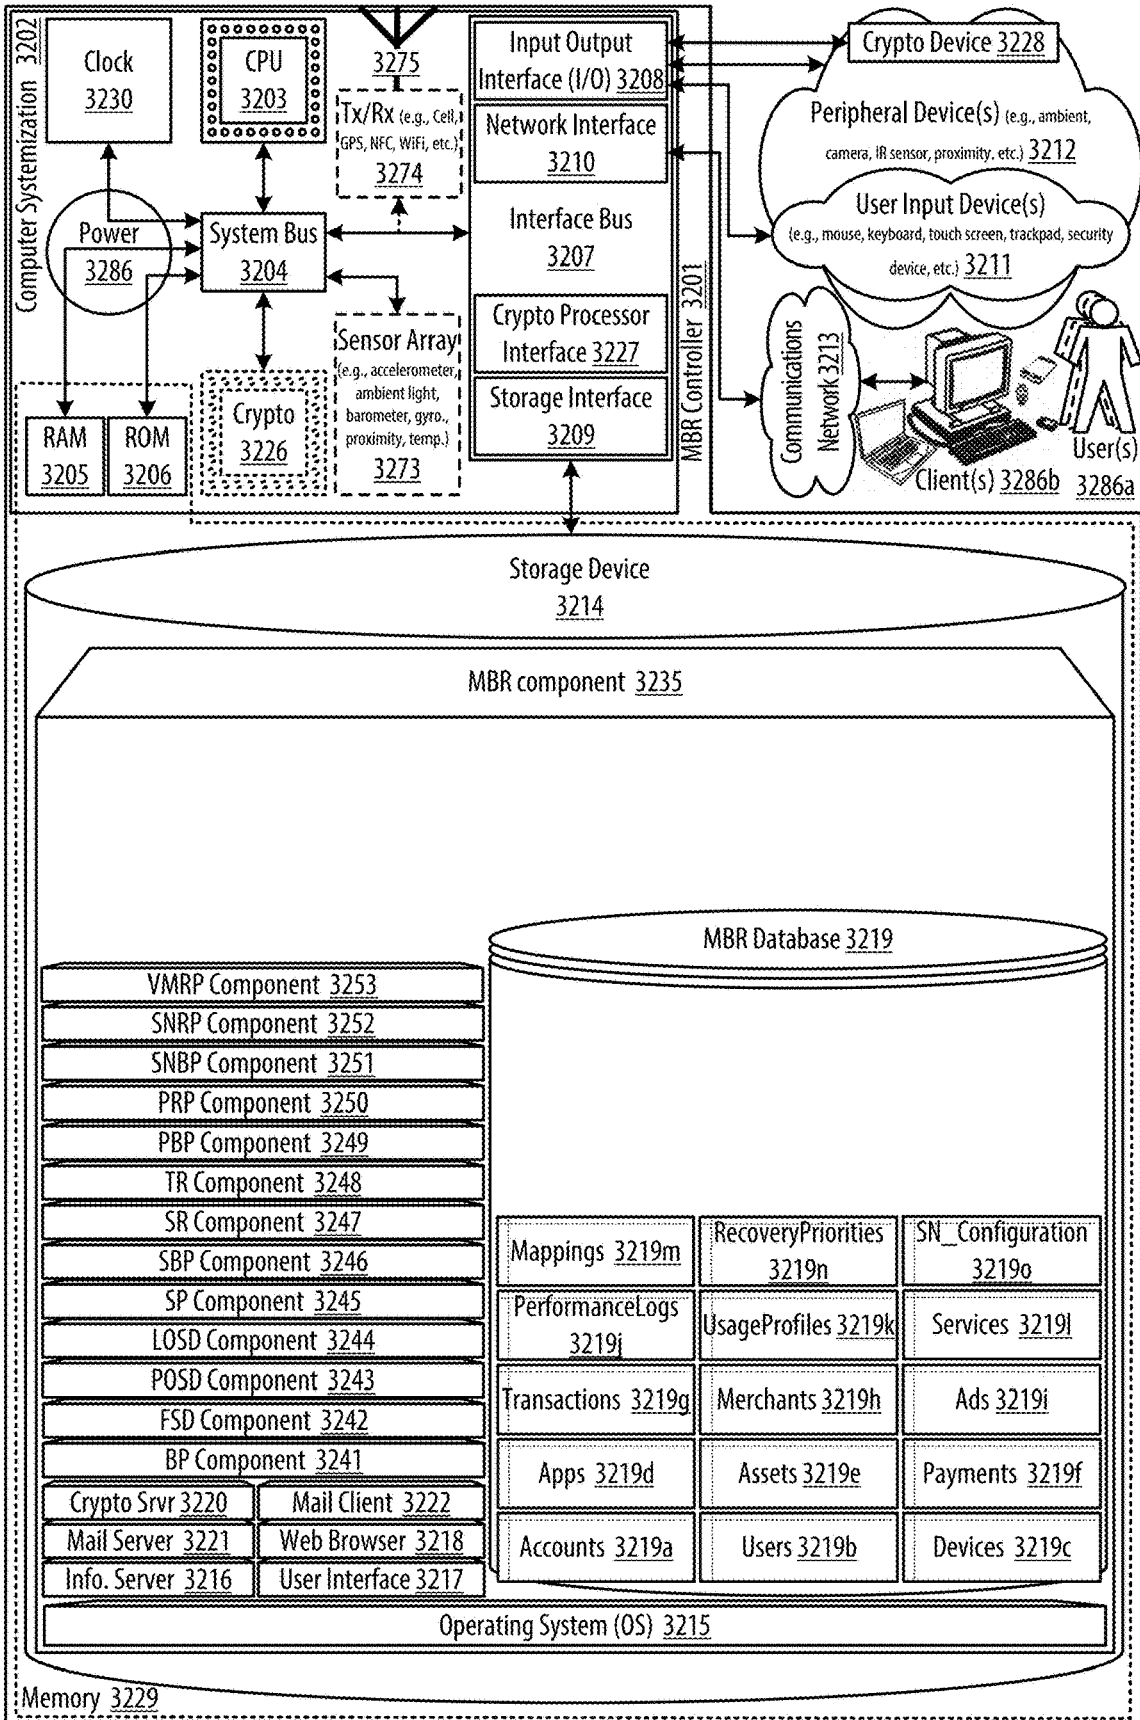 Computer Systemization 3202
Clock
3230
CPU
3203
3275
Tx/Rx (e.g., Cell,
GPS, NFC, WiFi, etc.)
3274
Input Output
Interface (I/O) 3208
Network Interface
3210
Interface Bus
3207
Crypto Processor
Interface 3227
Storage Interface
3209
Power
3286
System Bus
3204
Sensor Array
(e.g., accelerometer,
ambient light,
barometer, gyro.,
proximity, temp.)
3273
RAM
3205
ROM
3206
Crypto
3226
MBR Controller 3201
Crypto Device 3228
Peripheral Device(s) (e.g., ambient,
camera, IR sensor, proximity, etc.) 3212
User Input Device(s)
(e.g., mouse, keyboard, touch screen, trackpad, security
device, etc.) 3211
Communications
Network 3213
Client(s) 3286b
User(s)
3286a
Storage Device
3214
MBR component 3235
MBR Database 3219
VMRP Component 3253
SNRP Component 3252
SNBP Component 3251
PRP Component 3250
PBP Component 3249
TR Component 3248
SR Component 3247
SBP Component 3246
SP Component 3245
LOSD Component 3244
POSD Component 3243
FSD Component 3242
BP Component 3241
Crypto Srvr 3220
Mail Client 3222
Mail Server 3221
Web Browser 3218
Info. Server 3216
User Interface 3217
Mappings 3219m
RecoveryPriorities
3219n
SN_Configuration
3219o
PerformanceLogs
3219j
UsageProfiles 3219k
Services 3219l
Transactions 3219g
Merchants 3219h
Ads 3219i
Apps 3219d
Assets 3219e
Payments 3219f
Accounts 3219a
Users 3219b
Devices 3219c
Operating System (OS) 3215
Memory 3229